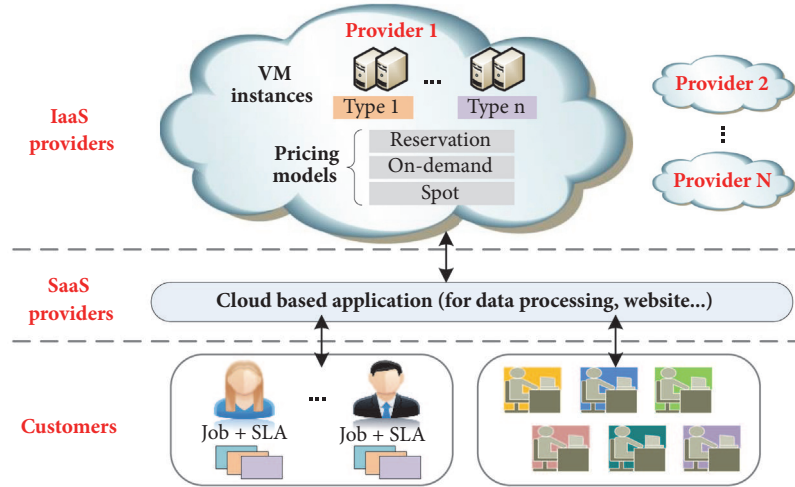 Provider 1
VM
instances
...
Type 1
Type n
Pricing
models
Reservation
On-demand
Spot
IaaS
providers
Provider 2
...
Provider N
SaaS
providers
Cloud based application (for data processing, website...)
Customers
...
Job + SLA
Job + SLA